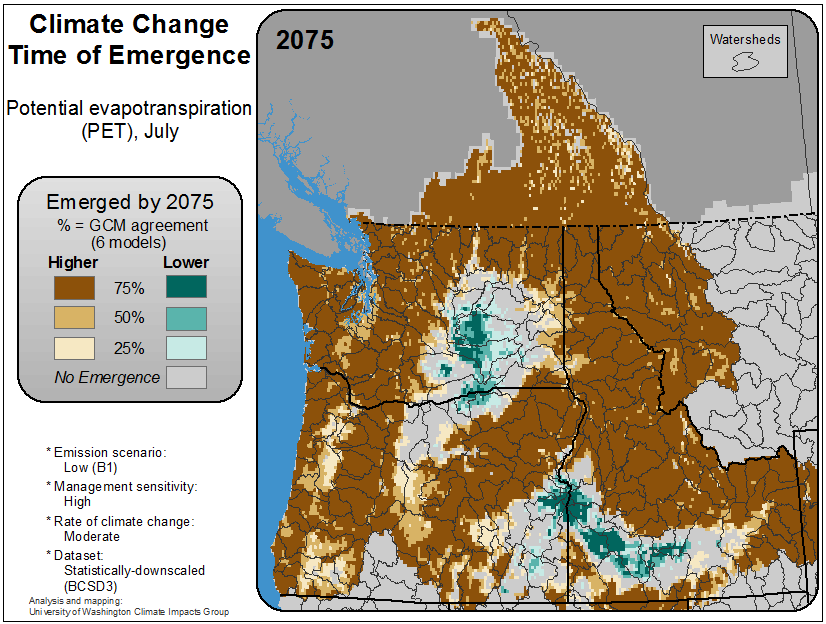 Climate Change
Time of Emergence
Potential evapotranspiration
(PET), July
Emerged by 2075
% = GCM agreement
(6 models)
Higher Lower
75%
50%
25%
No Emergence
* Emission scenario:
Low (B1)
* Management sensitivity:
High
* Rate of climate change:
Moderate
* Dataset:
Statistically-downscaled
(BCSD3)
Analysis and mapping:
University of Washington Climate Impacts Group
2075
Watersheds